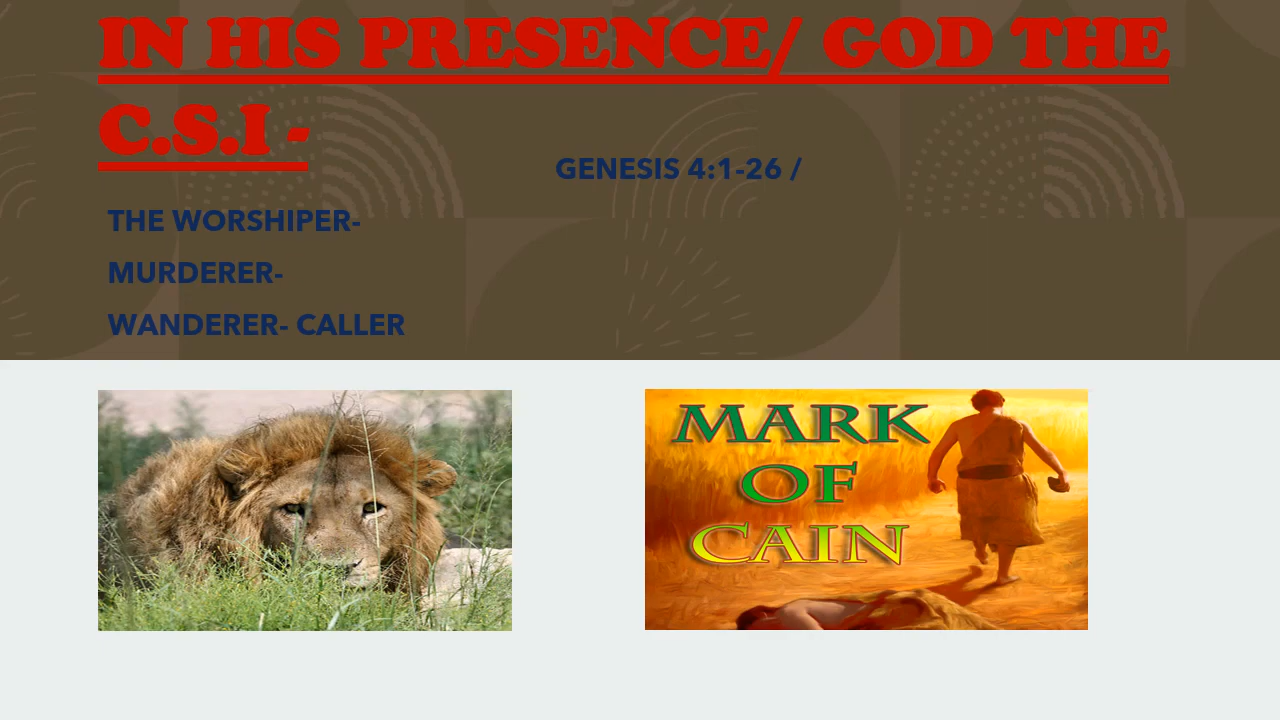 IN HIS PRESENCE/ GOD THE
C.S.I -
GENESIS 4:1-26 /
THE WORSHIPER-
MURDERER-
WANDERER- CALLER
MARK
OF
CAIN